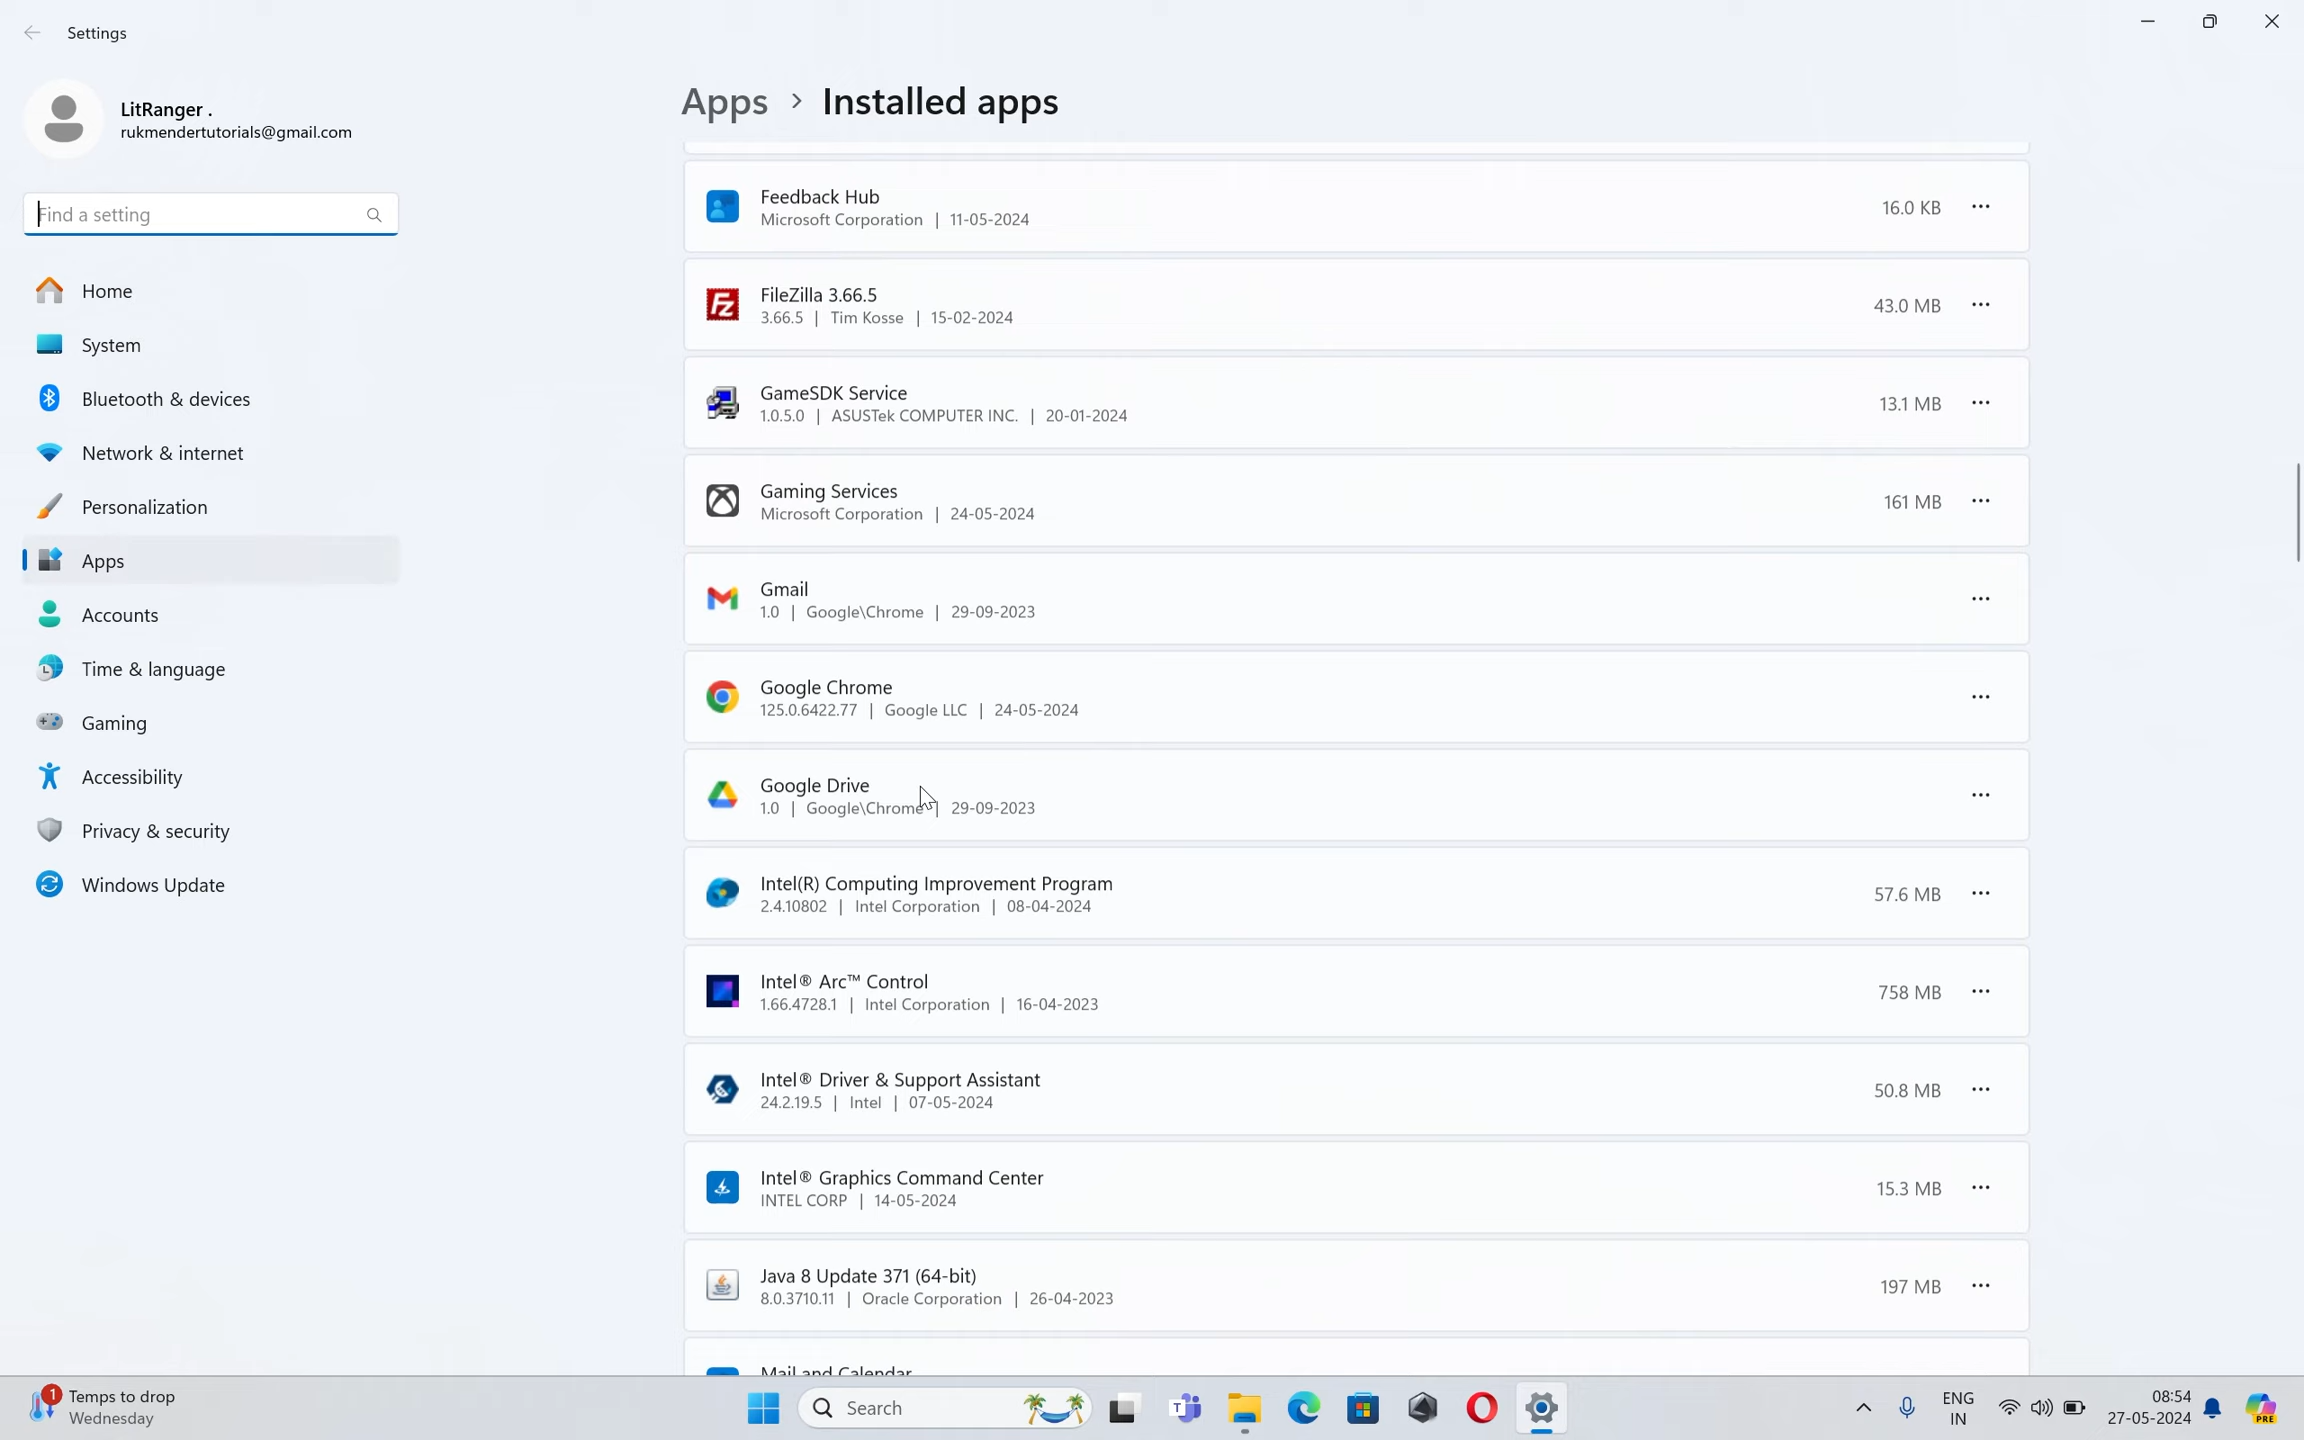 Settings
LitRanger .
rukmendertutorials@gmail.com
Find a setting
Home
System
Bluetooth & devices
Network & internet
Personalization
Apps
Accounts
Time & language
Gaming
Accessibility
Privacy & security
Windows Update
Apps > Installed apps
Feedback Hub
Microsoft Corporation | 11-05-2024
16.0 KB
FileZilla 3.66.5
3.66.5 | Tim Kosse | 15-02-2024
43.0 MB
GameSDK Service
1.0.5.0 | ASUSTek COMPUTER INC. | 20-01-2024
13.1 MB
Gaming Services
Microsoft Corporation | 24-05-2024
161 MB
Gmail
1.0 | Google\Chrome | 29-09-2023
Google Chrome
125.0.6422.77 | Google LLC | 24-05-2024
Google Drive
1.0 | Google\Chrome | 29-09-2023
Intel(R) Computing Improvement Program
2.4.10802 | Intel Corporation | 08-04-2024
57.6 MB
Intel® Arc™ Control
1.66.4728.1 | Intel Corporation | 16-04-2023
758 MB
Intel® Driver & Support Assistant
24.2.19.5 | Intel | 07-05-2024
50.8 MB
Intel® Graphics Command Center
INTEL CORP | 14-05-2024
15.3 MB
Java 8 Update 371 (64-bit)
8.0.3710.11 | Oracle Corporation | 26-04-2023
197 MB
Mail and Calendar
1
Temps to drop
Wednesday
Search
T
ENG
IN
08:54
27-05-2024
PRE